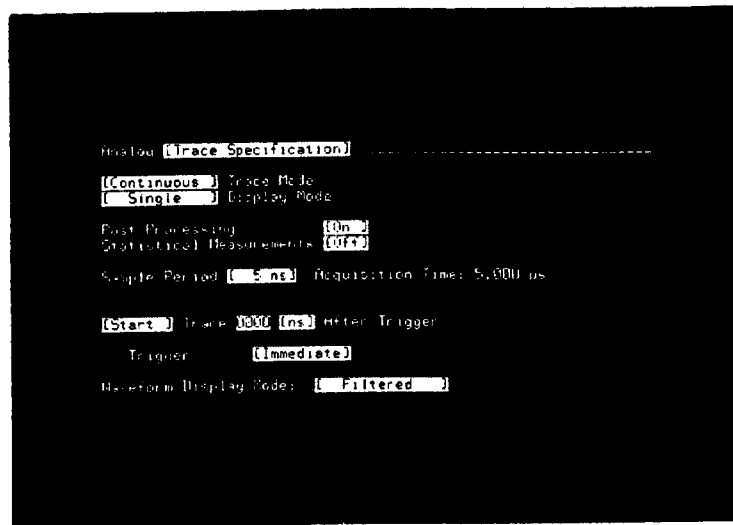 Analog [Trace Specification]
[Continuous ] Trace Mode
[ Single ] Display Mode
Post Processing [On ]
Statistical Measurements [Off]
Sample Period [ 5 ns] Acquisition Time: 5.000 us
[Start ] Trace 0000 [ns] After Trigger
Trigger [Immediate]
Waveform Display Mode: [ Filtered ]